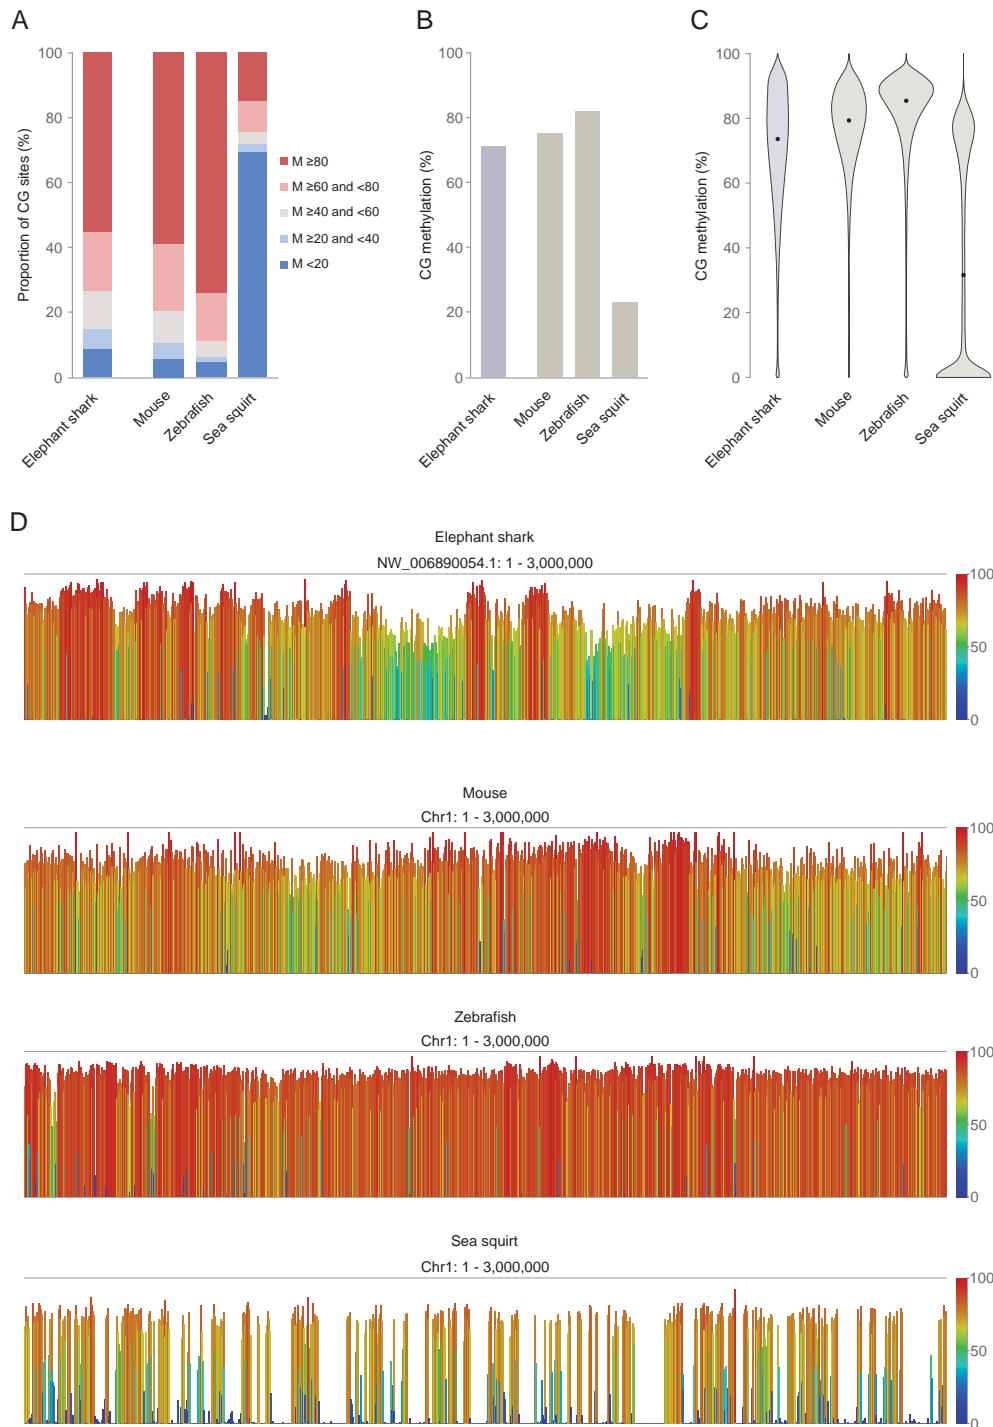 A
B
C
100
80
60
40
20
0
Proportion of CG sites (%)
Elephant shark
Mouse
Zebrafish
Sea squirt
M ≥80
M ≥60 and <80
M ≥40 and <60
M ≥20 and <40
M <20
100
80
60
40
20
0
CG methylation (%)
Elephant shark
Mouse
Zebrafish
Sea squirt
100
80
60
40
20
0
CG methylation (%)
Elephant shark
Mouse
Zebrafish
Sea squirt
D
Elephant shark
NW_006890054.1: 1 - 3,000,000
100
50
0
Mouse
Chr1: 1 - 3,000,000
100
50
0
Zebrafish
Chr1: 1 - 3,000,000
100
50
0
Sea squirt
Chr1: 1 - 3,000,000
100
50
0